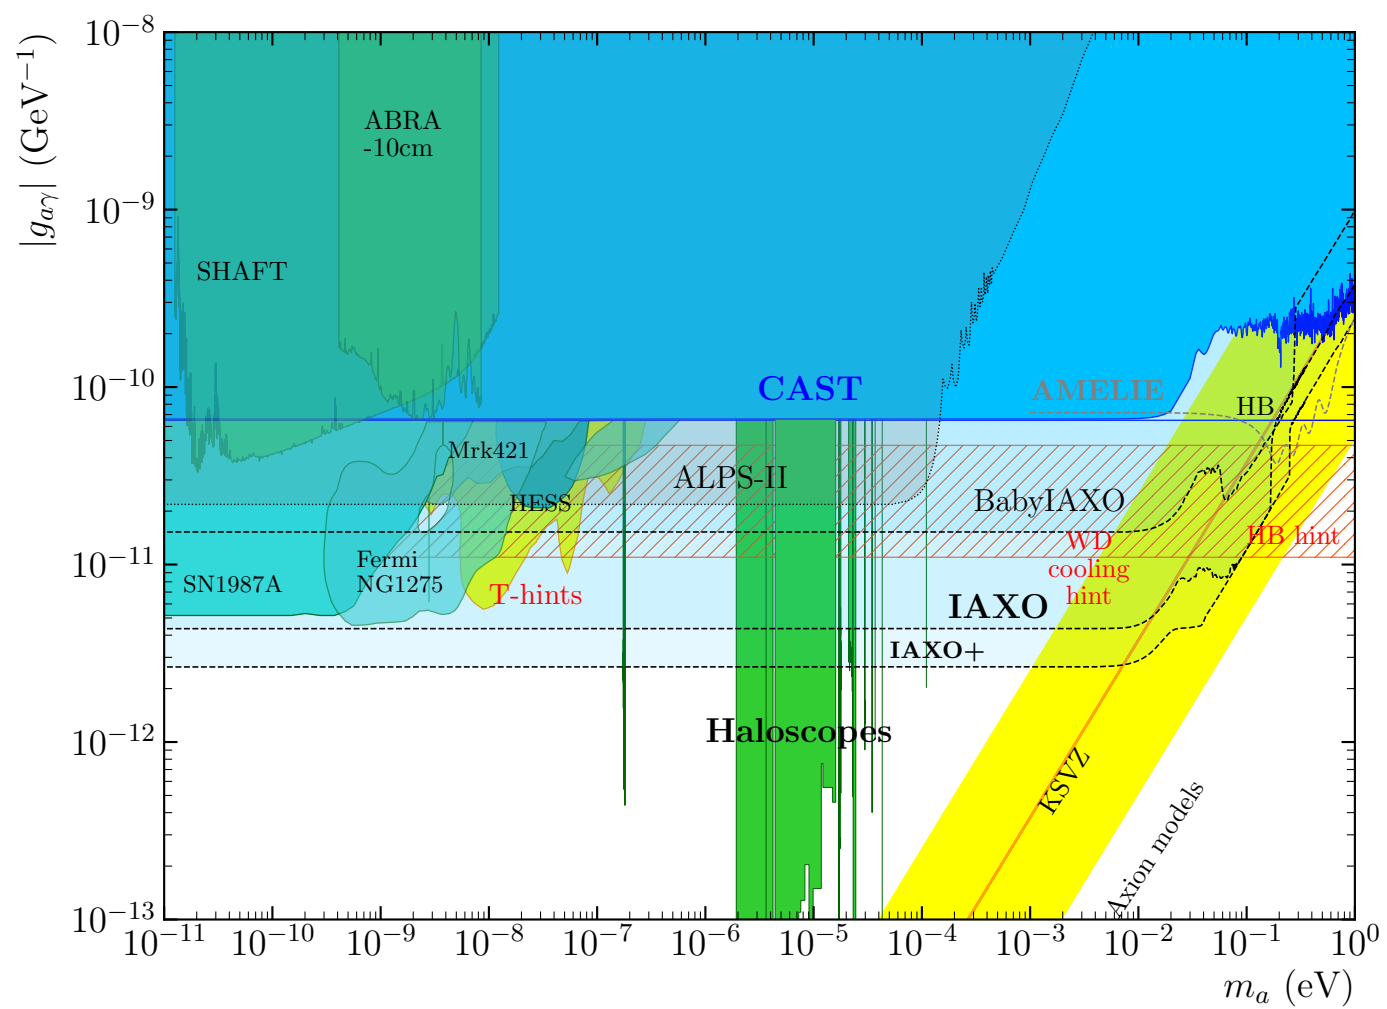 10⁻⁸
10⁻⁹
10⁻¹⁰
10⁻¹¹
10⁻¹²
10⁻¹³
|g_{aγ}| (GeV⁻¹)
ABRA
-10cm
SHAFT
CAST
AMELIE
HB
Mrk421
ALPS-II
HESS
BabyIAXO
WD
cooling
hint
HB hint
Fermi
NG1275
SN1987A
T-hints
IAXO
IAXO+
Haloscopes
KSVZ
Axion models
10⁻¹¹ 10⁻¹⁰ 10⁻⁹ 10⁻⁸ 10⁻⁷ 10⁻⁶ 10⁻⁵ 10⁻⁴ 10⁻³ 10⁻² 10⁻¹ 10⁰
m_a (eV)